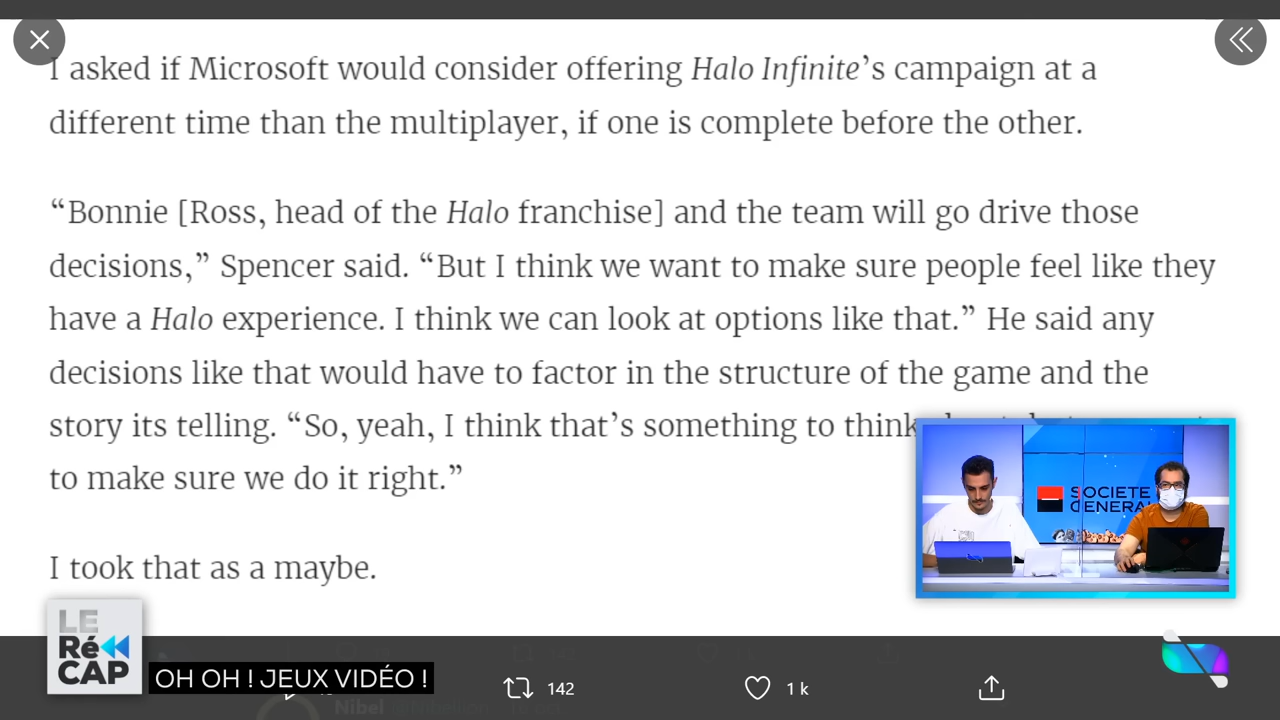 I asked if Microsoft would consider offering Halo Infinite’s campaign at a
different time than the multiplayer, if one is complete before the other.
“Bonnie [Ross, head of the Halo franchise] and the team will go drive those
decisions,” Spencer said. “But I think we want to make sure people feel like they
have a Halo experience. I think we can look at options like that.” He said any
decisions like that would have to factor in the structure of the game and the
story its telling. “So, yeah, I think that’s something to think
to make sure we do it right.”
I took that as a maybe.
SOCIETE
GENERA
LE
Ré
CAP
OH OH ! JEUX VIDÉO !
142
1 k
Nibel